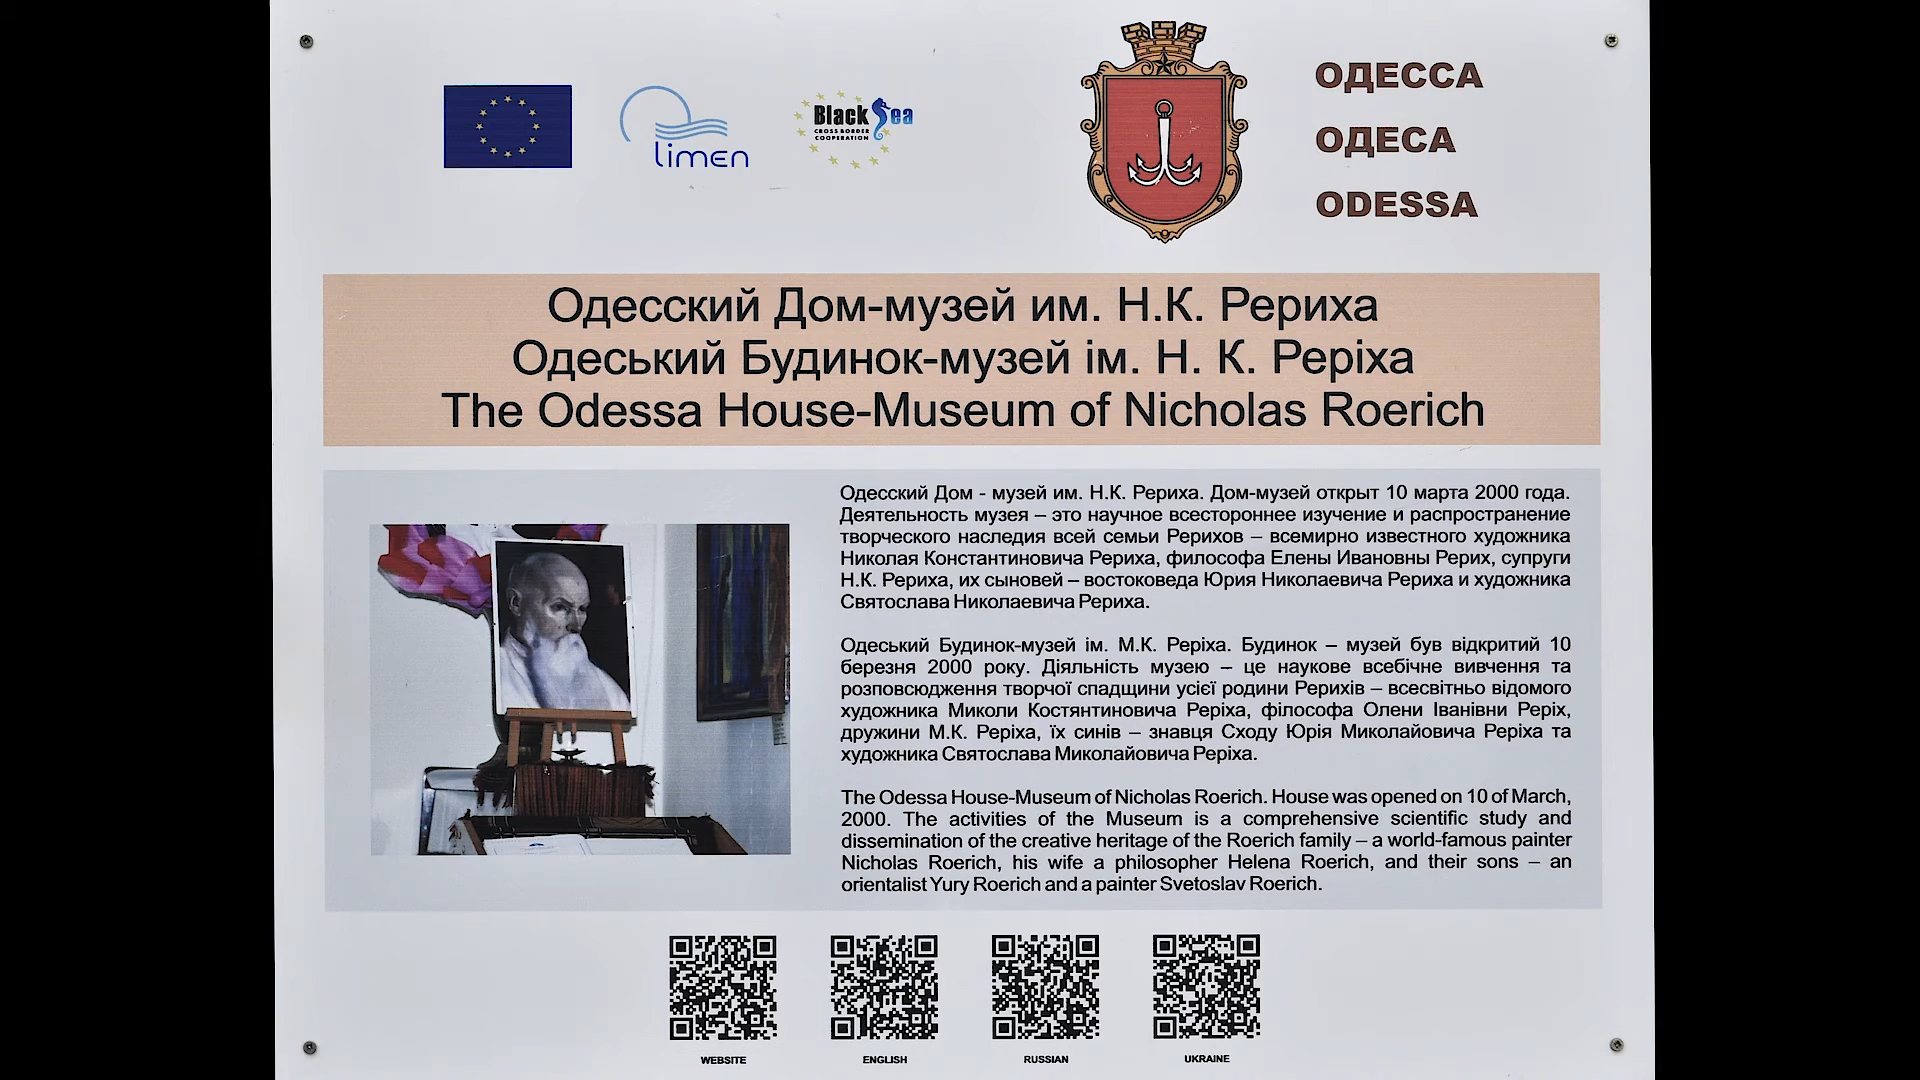 limen
Black Sea
CROSS BORDER
COOPERATION
ОДЕССА
ОДЕСА
ODESSA
Одесский Дом-музей им. Н.К. Рериха
Одеський Будинок-музей ім. Н. К. Реріха
The Odessa House-Museum of Nicholas Roerich
Одесский Дом - музей им. Н.К. Рериха. Дом-музей открыт 10 марта 2000 года.
Деятельность музея – это научное всестороннее изучение и распространение
творческого наследия всей семьи Рерихов – всемирно известного художника
Николая Константиновича Рериха, философа Елены Ивановны Рерих, супруги
Н.К. Рериха, их сыновей – востоковеда Юрия Николаевича Рериха и художника
Святослава Николаевича Рериха.
Одеський Будинок-музей ім. М.К. Реріха. Будинок – музей був відкритий 10
березня 2000 року. Діяльність музею – це наукове всебічне вивчення та
розповсюдження творчої спадщини усієї родини Рерихів – всесвітньо відомого
художника Миколи Костянтиновича Реріха, філософа Олени Іванівни Реріх,
дружини М.К. Реріха, їх синів – знавця Сходу Юрія Миколайовича Реріха та
художника Святослава Миколайовича Реріха.
The Odessa House-Museum of Nicholas Roerich. House was opened on 10 of March,
2000. The activities of the Museum is a comprehensive scientific study and
dissemination of the creative heritage of the Roerich family – a world-famous painter
Nicholas Roerich, his wife a philosopher Helena Roerich, and their sons – an
orientalist Yury Roerich and a painter Svetoslav Roerich.
WEBSITE
ENGLISH
RUSSIAN
UKRAINE